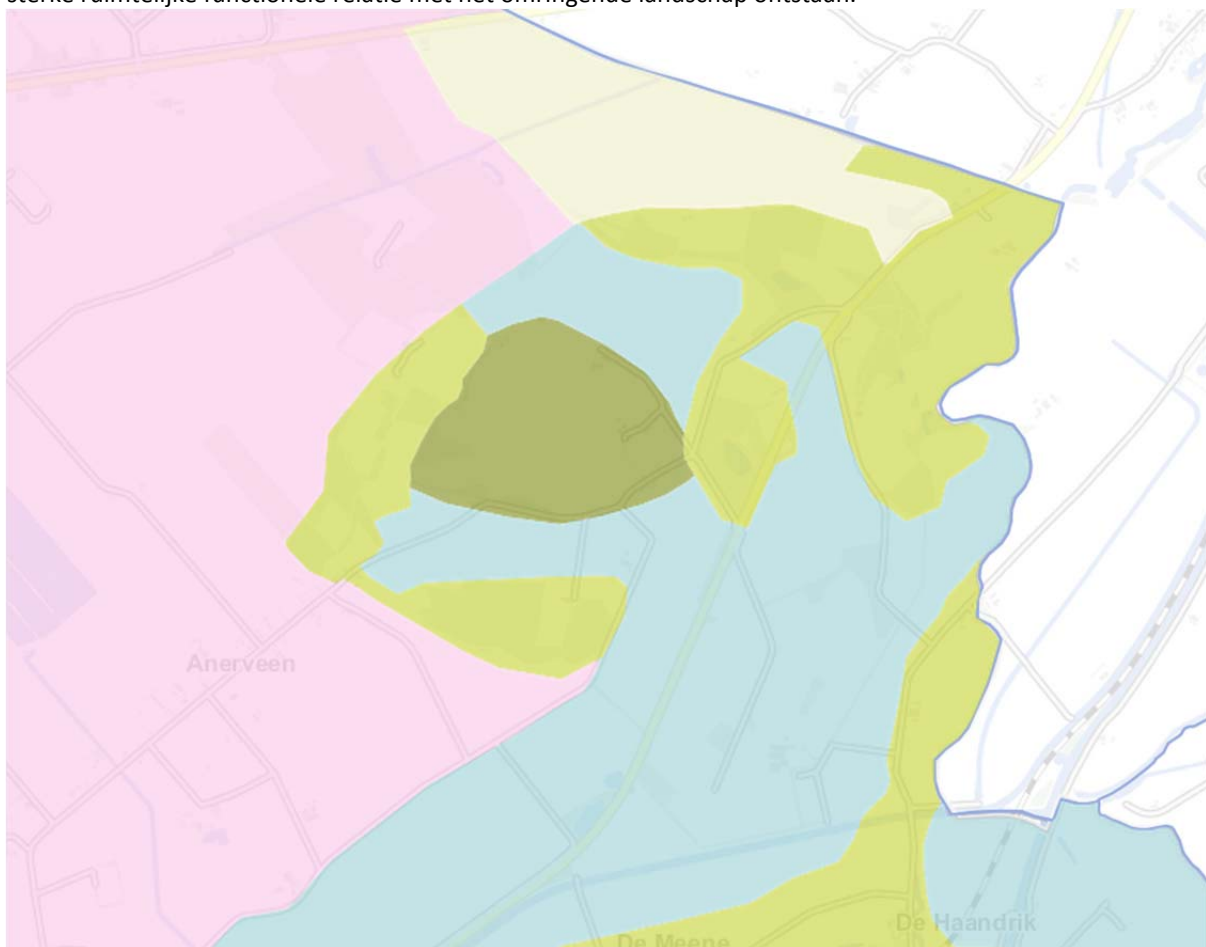 sterke ruimtelijke functionele relatie met het omringende landschap ontstaan.
Anerveen
De Haandrik
De Meene